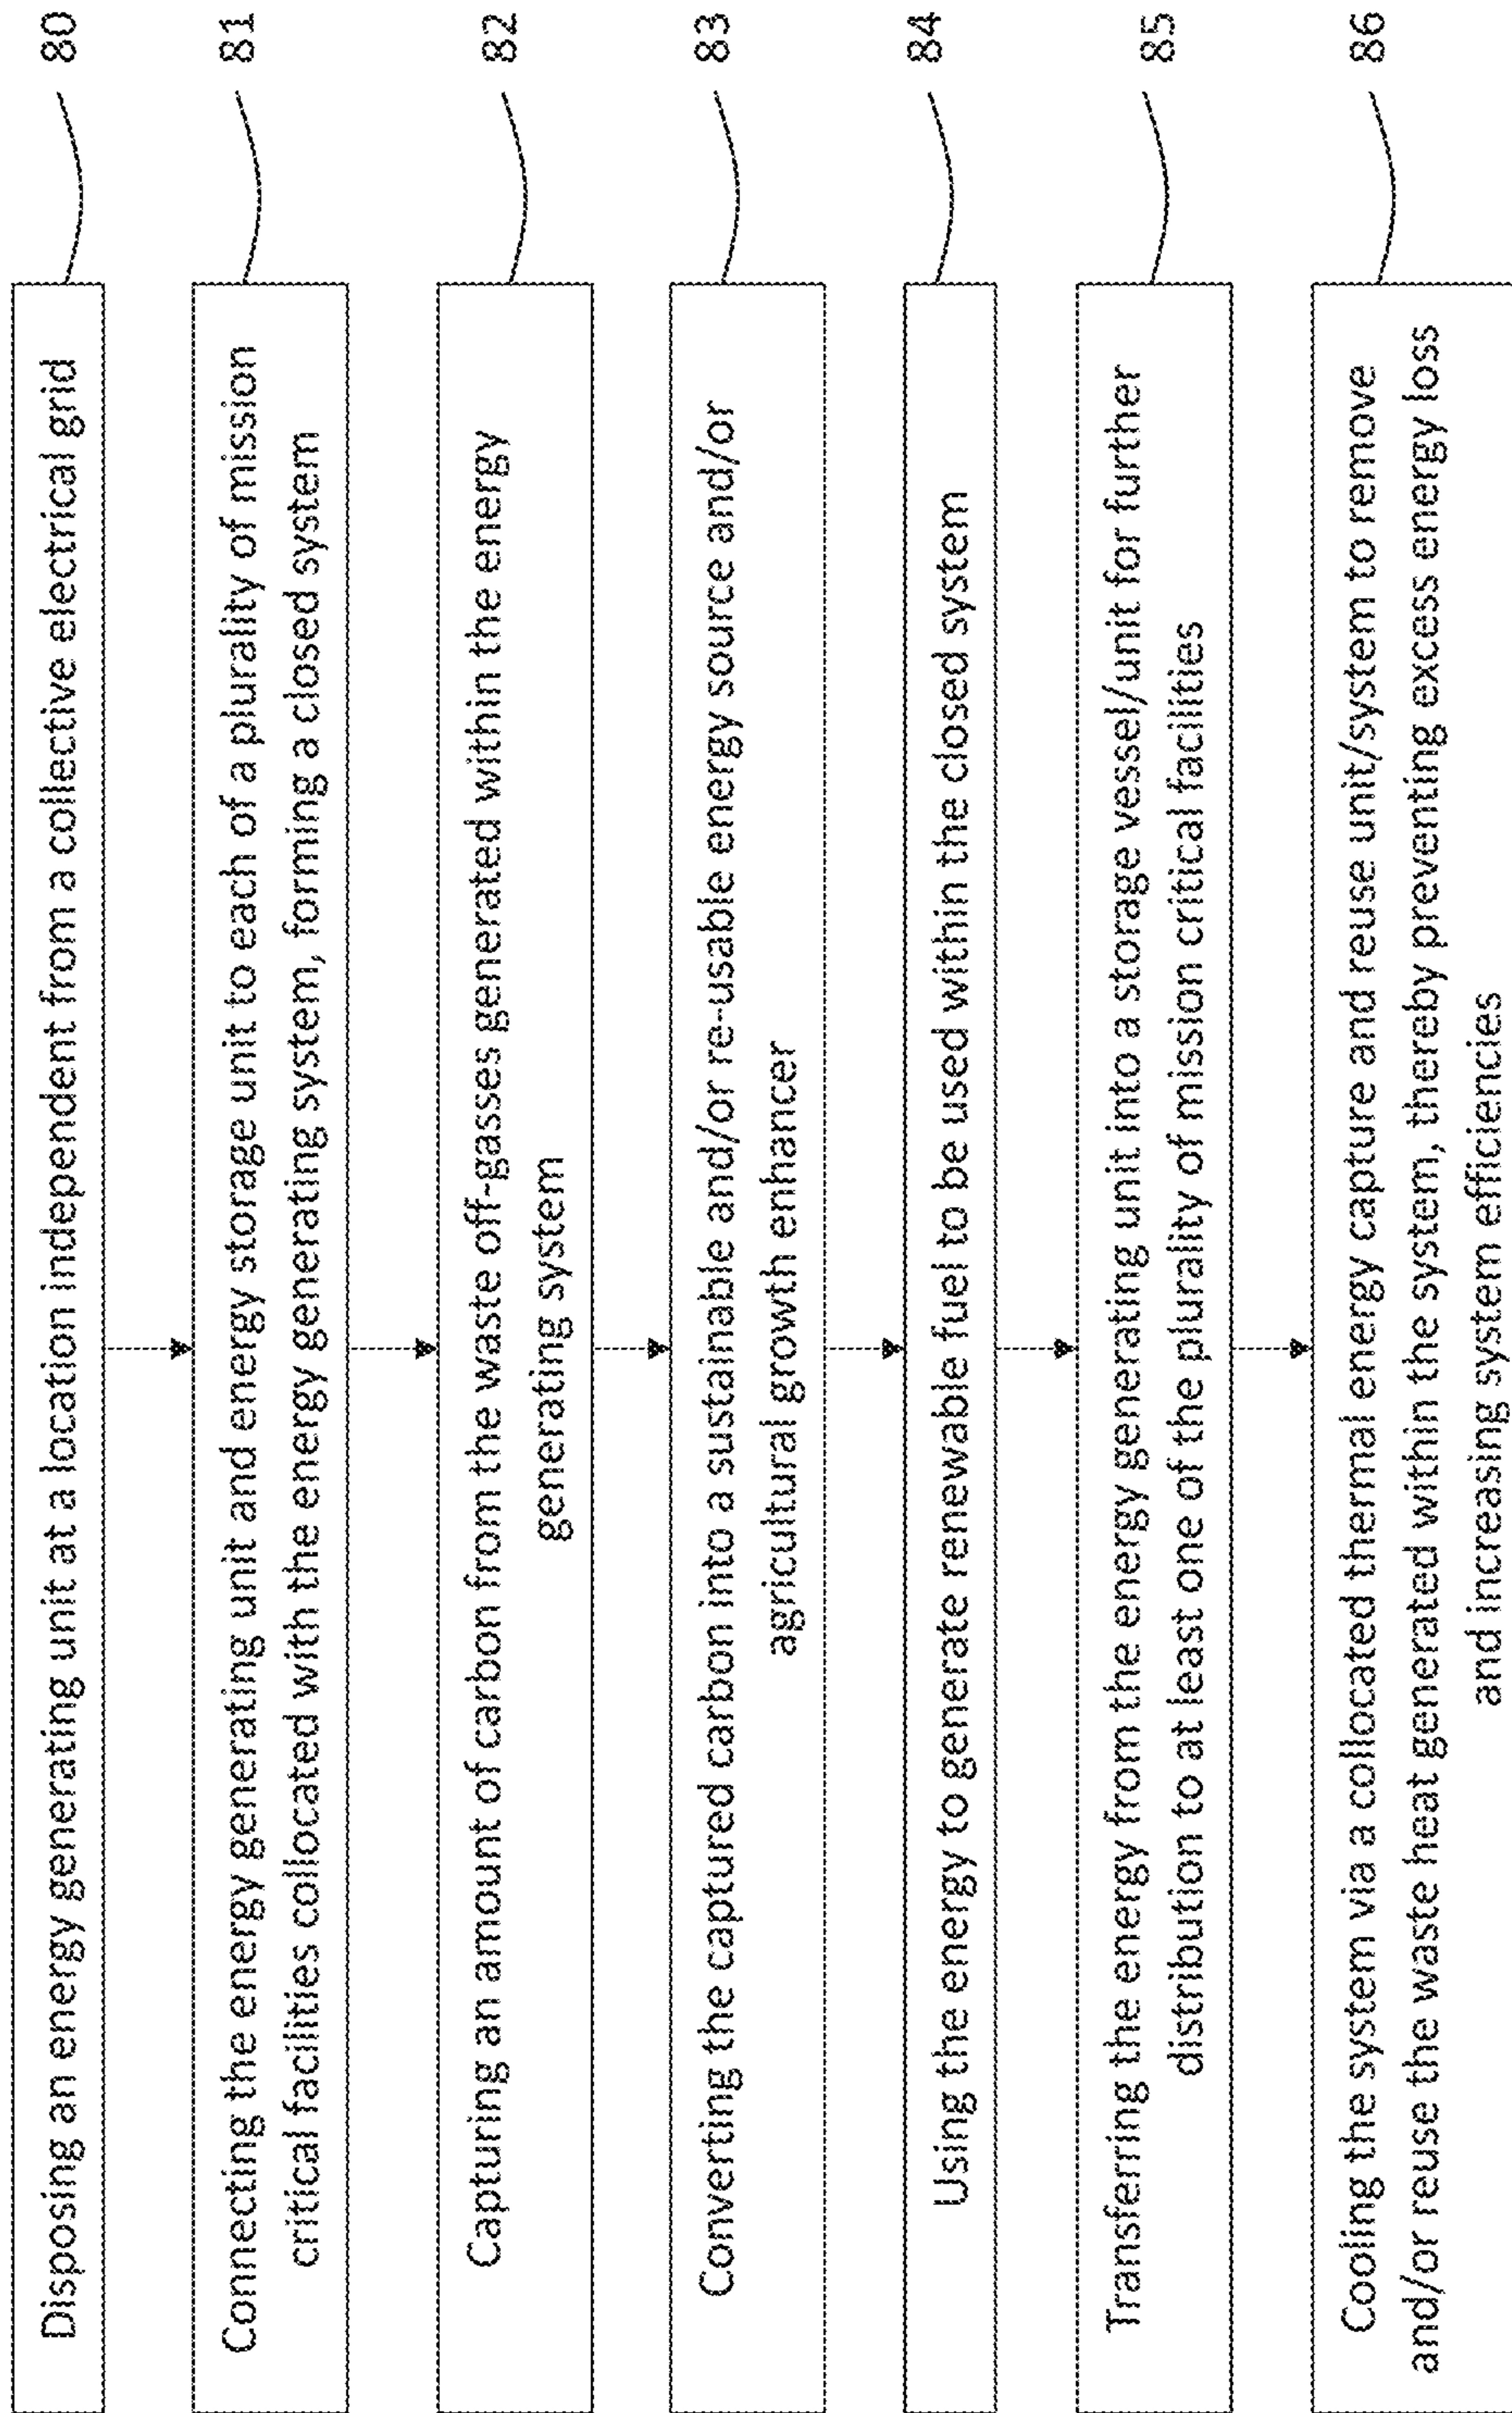 Disposing an energy generating unit at a location independent from a collective electrical grid
80
Connecting the energy generating unit and energy storage unit to each of a plurality of mission
critical facilities collocated with the energy generating system, forming a closed system
81
Capturing an amount of carbon from the waste off-gasses generated within the energy
generating system
82
Converting the captured carbon into a sustainable and/or re-usable energy source and/or
agricultural growth enhancer
83
Using the energy to generate renewable fuel to be used within the closed system
84
Transferring the energy from the energy generating unit into a storage vessel/unit for further
distribution to at least one of the plurality of mission critical facilities
85
Cooling the system via a collocated thermal energy capture and reuse unit/system to remove
and/or reuse the waste heat generated within the system, thereby preventing excess energy loss
and increasing system efficiencies
86